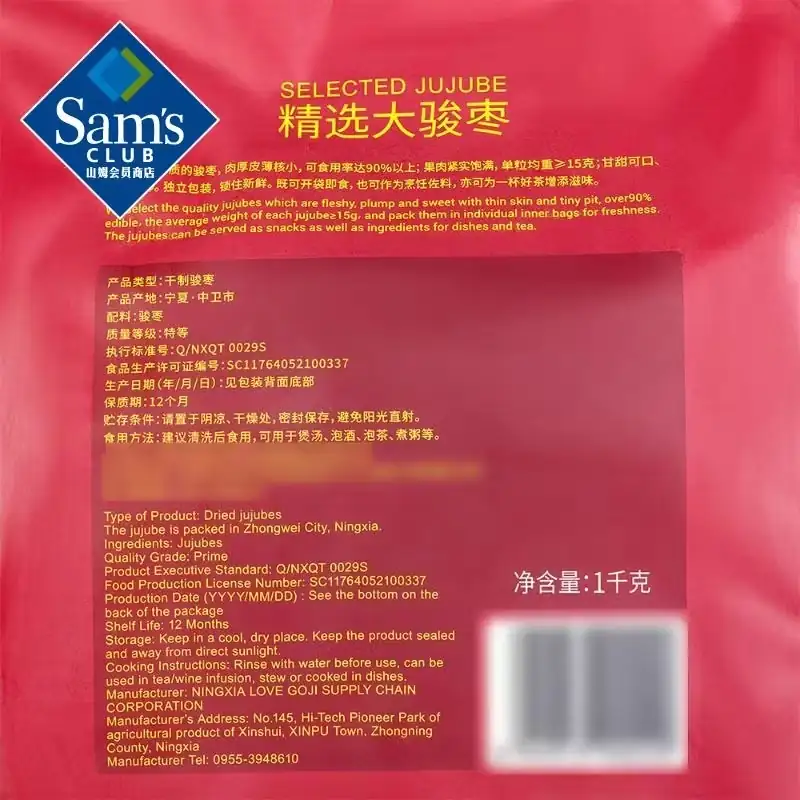 Sam's
CLUB
山姆会员商店
SELECTED JUJUBE
精选大骏枣
质的骏枣，肉厚皮薄核小，可食用率达90%以上；果肉紧实饱满，单粒均重≥15克；甘甜可口、
。独立包装，锁住新鲜。既可开袋即食，也可作为烹饪佐料，亦可为一杯好茶增添滋味。
select the quality jujubes which are fleshy, plump and sweet with thin skin and tiny pit, over90%
edible, the average weight of each jujube≥15g, and pack them in individual inner bags for freshness.
The jujubes can be served as snacks as well as ingredients for dishes and tea.
产品类型：干制骏枣
产品产地：宁夏·中卫市
配料：骏枣
质量等级：特等
执行标准号：Q/NXQT 0029S
食品生产许可证编号：SC11764052100337
生产日期（年/月/日）：见包装背面底部
保质期：12个月
贮存条件：请置于阴凉、干燥处，密封保存，避免阳光直射。
食用方法：建议清洗后食用，可用于煲汤、泡酒、泡茶、煮粥等。
Type of Product: Dried jujubes
The jujube is packed in Zhongwei City, Ningxia.
Ingredients: Jujubes
Quality Grade: Prime
Product Executive Standard: Q/NXQT 0029S
Food Production License Number: SC11764052100337
Production Date (YYYY/MM/DD) : See the bottom on the
back of the package
Shelf Life: 12 Months
Storage: Keep in a cool, dry place. Keep the product sealed
and away from direct sunlight.
Cooking Instructions: Rinse with water before use, can be
used in tea/wine infusion, stew or cooked in dishes.
Manufacturer: NINGXIA LOVE GOJI SUPPLY CHAIN
CORPORATION
Manufacturer's Address: No.145, Hi-Tech Pioneer Park of
agricultural product of Xinshui, XINPU Town. Zhongning
County, Ningxia
Manufacturer Tel: 0955-3948610
净含量：1千克